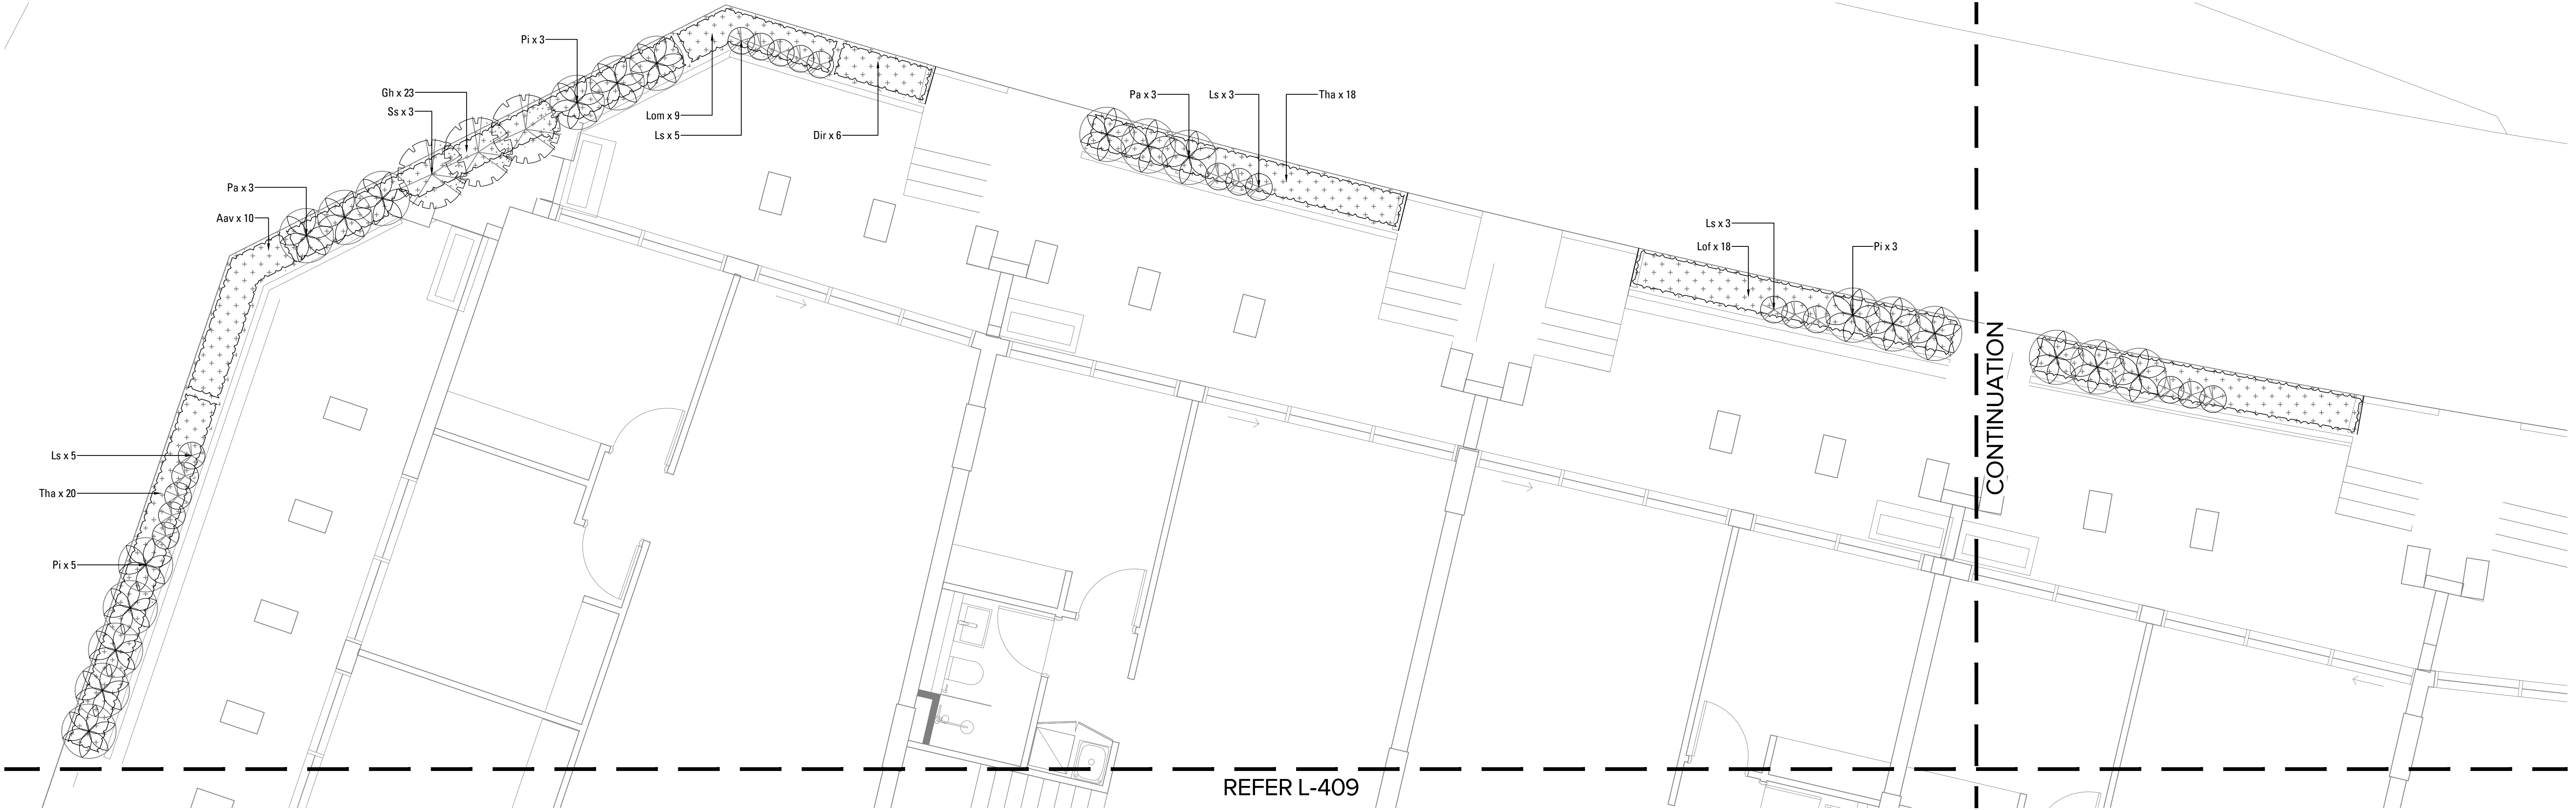 Pi x 3
Gh x 23
Ss x 3
Lom x 9
Ls x 5
Dir x 6
Pa x 3
Ls x 3
Tha x 18
Pa x 3
Aav x 10
Ls x 3
Lof x 18
Pi x 3
CONTINUATION
Ls x 5
Tha x 20
Pi x 5
REFER L-409